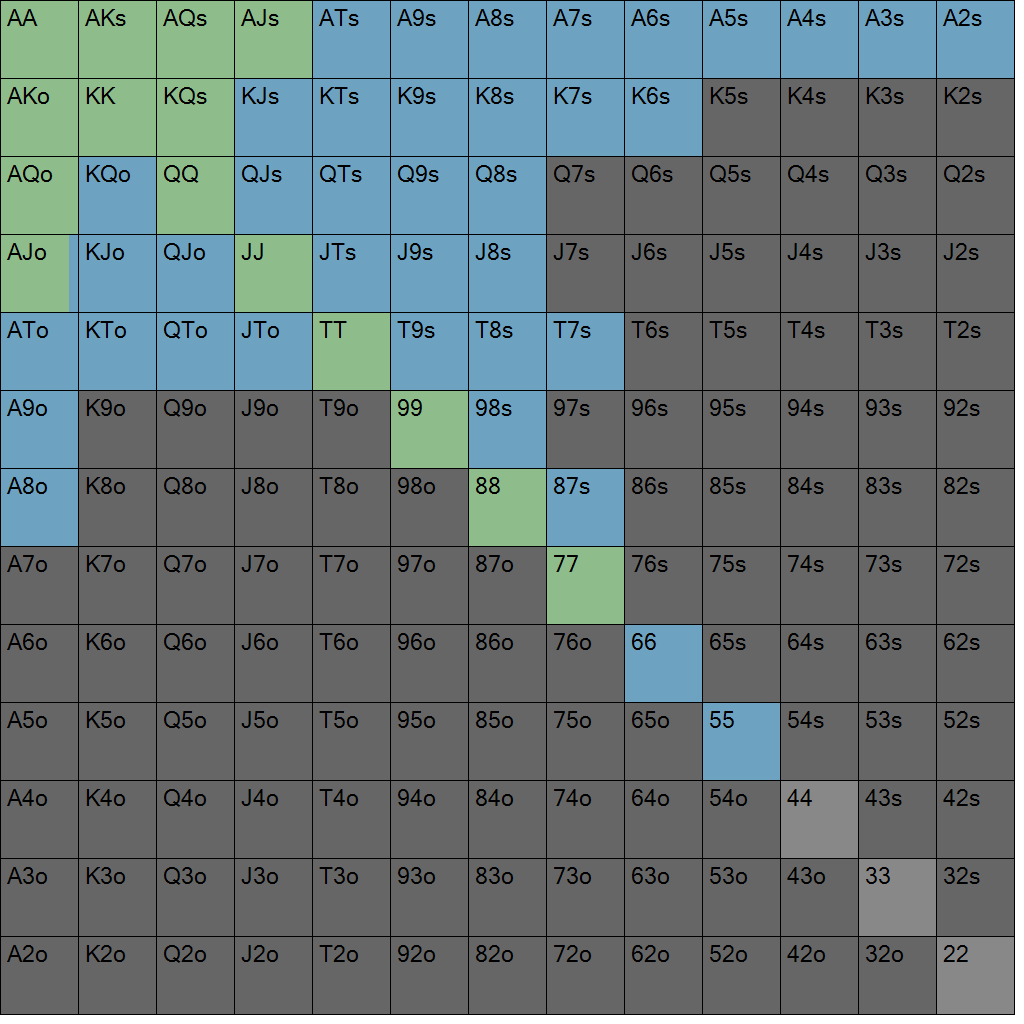 AA AKs AQs AJs ATs A9s A8s A7s A6s A5s A4s A3s A2s
AKo KK KQs KJs KTs K9s K8s K7s K6s K5s K4s K3s K2s
AQo KQo QQ QJs QTs Q9s Q8s Q7s Q6s Q5s Q4s Q3s Q2s
AJo KJo QJo JJ JTs J9s J8s J7s J6s J5s J4s J3s J2s
ATo KTo QTo JTo TT T9s T8s T7s T6s T5s T4s T3s T2s
A9o K9o Q9o J9o T9o 99 98s 97s 96s 95s 94s 93s 92s
A8o K8o Q8o J8o T8o 98o 88 87s 86s 85s 84s 83s 82s
A7o K7o Q7o J7o T7o 97o 87o 77 76s 75s 74s 73s 72s
A6o K6o Q6o J6o T6o 96o 86o 76o 66 65s 64s 63s 62s
A5o K5o Q5o J5o T5o 95o 85o 75o 65o 55 54s 53s 52s
A4o K4o Q4o J4o T4o 94o 84o 74o 64o 54o 44 43s 42s
A3o K3o Q3o J3o T3o 93o 83o 73o 63o 53o 43o 33 32s
A2o K2o Q2o J2o T2o 92o 82o 72o 62o 52o 42o 32o 22